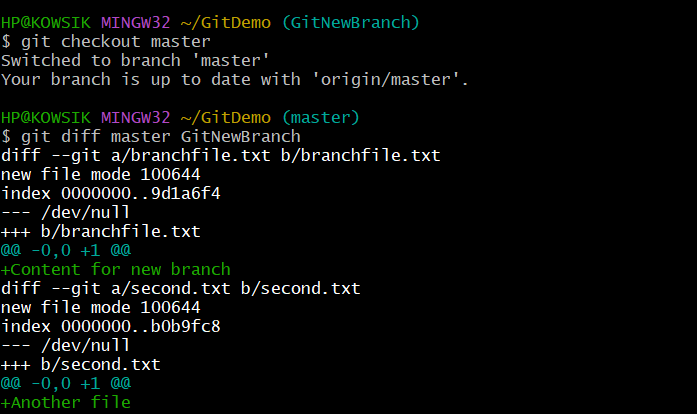 HP@KOWSIK MINGW32 ~/GitDemo (GitNewBranch)
$ git checkout master
Switched to branch 'master'
Your branch is up to date with 'origin/master'.
HP@KOWSIK MINGW32 ~/GitDemo (master)
$ git diff master GitNewBranch
diff --git a/branchfile.txt b/branchfile.txt
new file mode 100644
index 0000000..9d1a6f4
--- /dev/null
+++ b/branchfile.txt
@@ -0,0 +1 @@
+Content for new branch
diff --git a/second.txt b/second.txt
new file mode 100644
index 0000000..b0b9fc8
--- /dev/null
+++ b/second.txt
@@ -0,0 +1 @@
+Another file